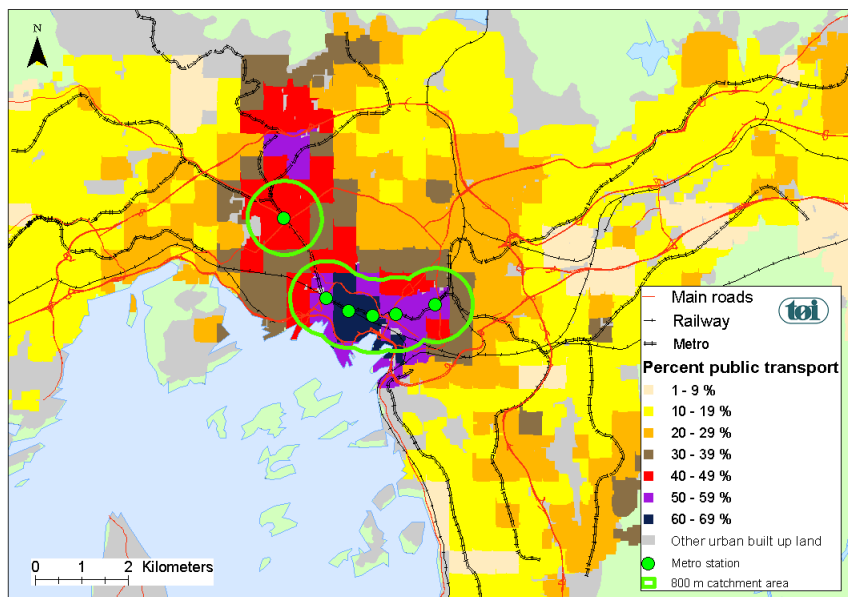 N
Main roads
tøi
Railway
Metro
Percent public transport
1 - 9 %
10 - 19 %
20 - 29 %
30 - 39 %
40 - 49 %
50 - 59 %
60 - 69 %
Other urban built up land
Metro station
800 m catchment area
0 1 2 Kilometers